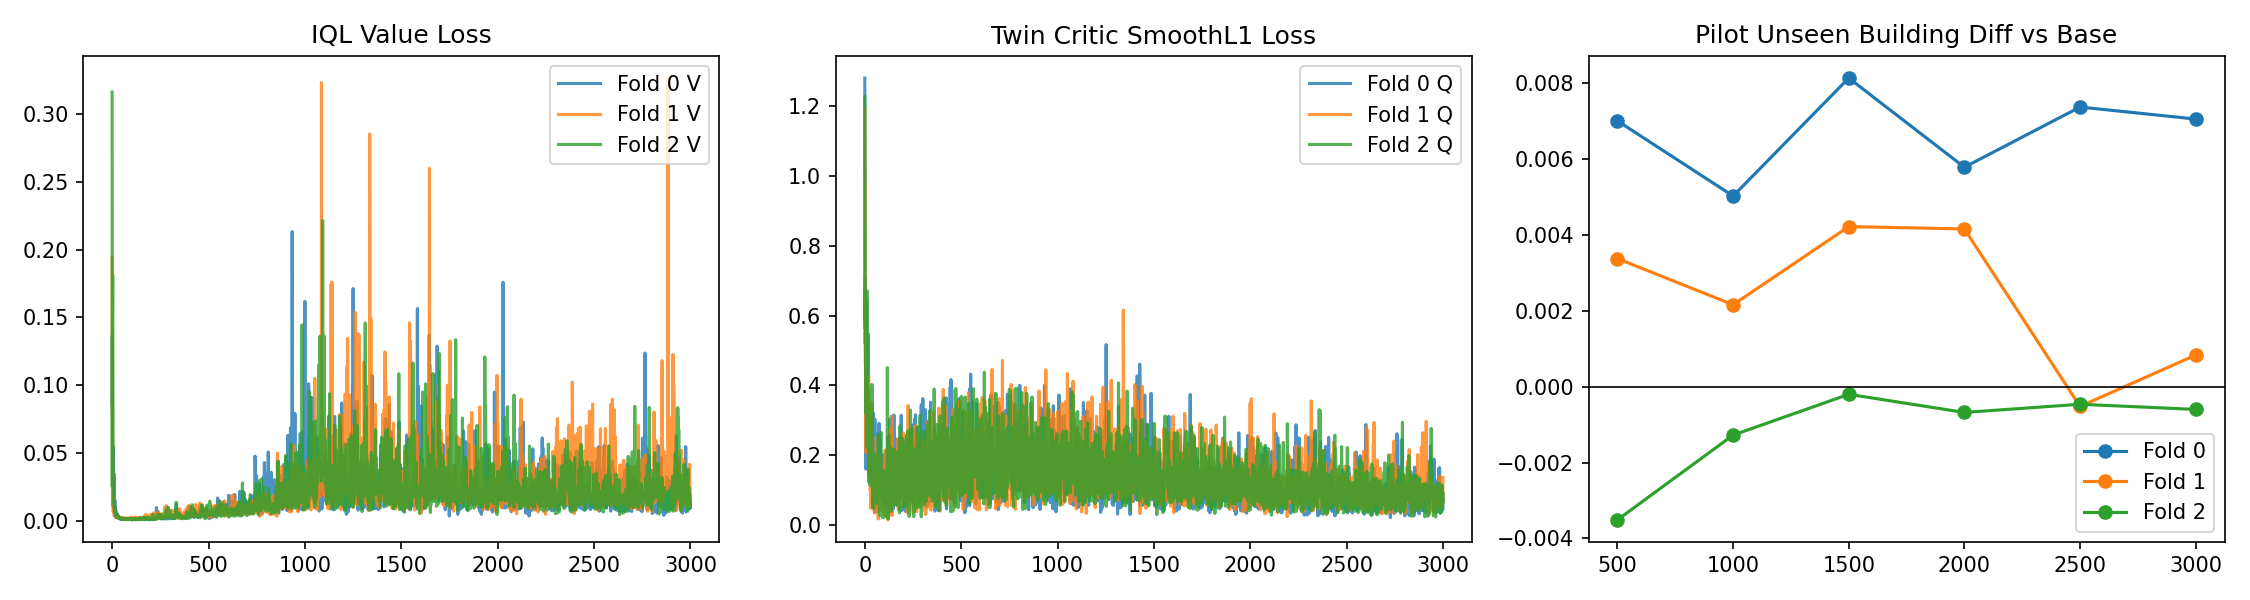 IQL Value Loss
Fold 0 V
Fold 1 V
Fold 2 V
0.30
0.25
0.20
0.15
0.10
0.05
0.00
0 500 1000 1500 2000 2500 3000
Twin Critic SmoothL1 Loss
Fold 0 Q
Fold 1 Q
Fold 2 Q
1.2
1.0
0.8
0.6
0.4
0.2
0.0
0 500 1000 1500 2000 2500 3000
Pilot Unseen Building Diff vs Base
0.008
0.006
0.004
0.002
0.000
−0.002
−0.004
Fold 0
Fold 1
Fold 2
500 1000 1500 2000 2500 3000